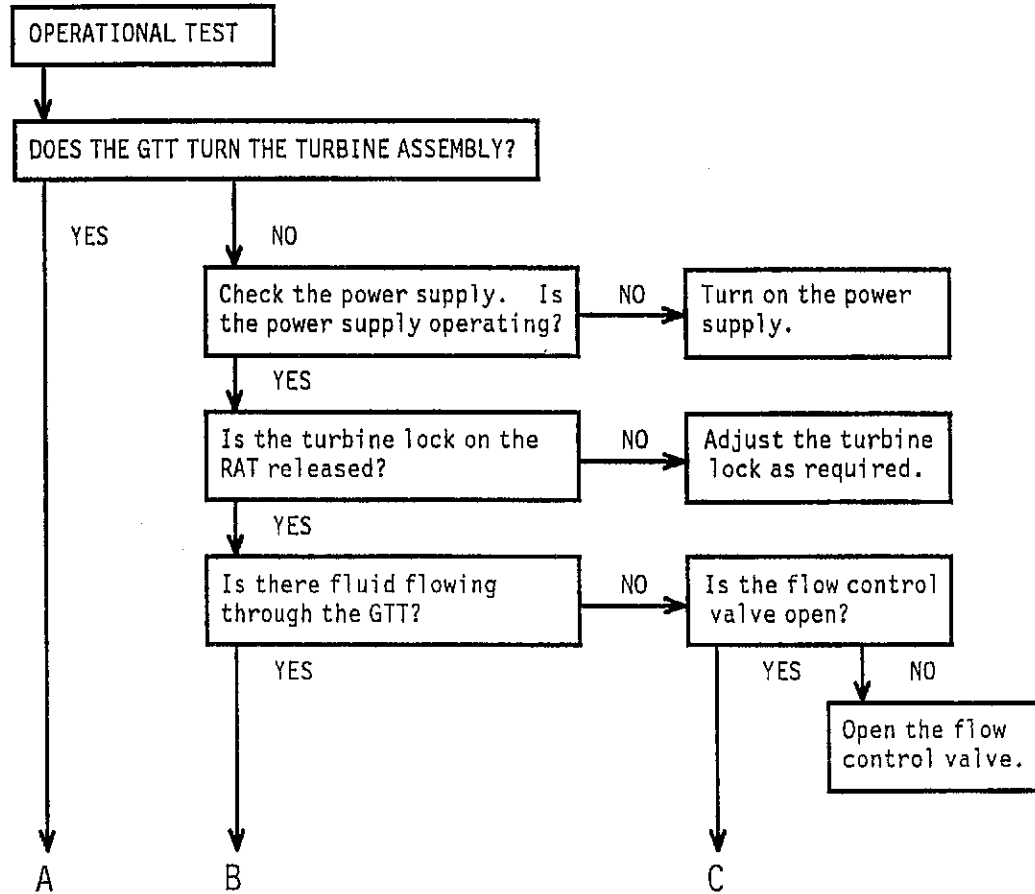 OPERATIONAL TEST
DOES THE GTT TURN THE TURBINE ASSEMBLY?
YES
NO
Check the power supply. Is
the power supply operating?
NO
Turn on the power
supply.
YES
Is the turbine lock on the
RAT released?
NO
Adjust the turbine
lock as required.
YES
Is there fluid flowing
through the GTT?
NO
Is the flow control
valve open?
YES
YES
NO
Open the flow
control valve.
A
B
C